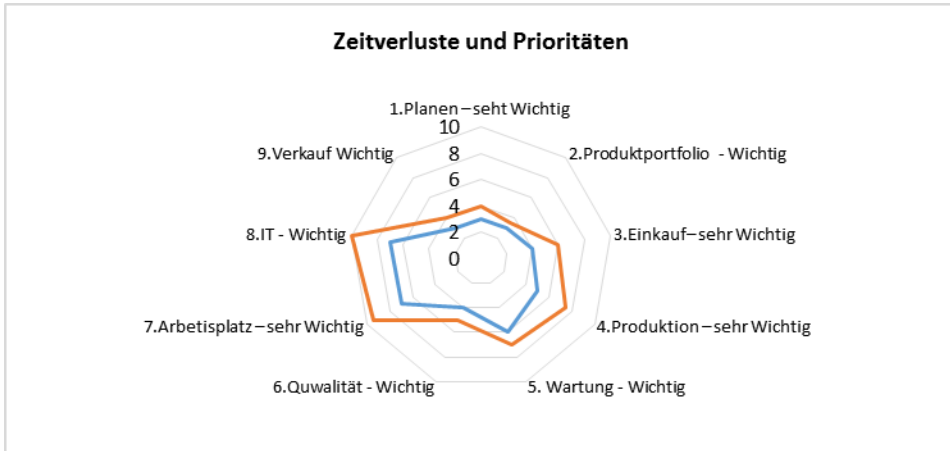 Zeitverluste und Prioritäten
1.Planen – seht Wichtig
10
9.Verkauf Wichtig
8
2.Produktportfolio - Wichtig
6
4
8.IT - Wichtig
2
3.Einkauf– sehr Wichtig
0
7.Arbetisplatz – sehr Wichtig
4.Produktion – sehr Wichtig
6.Quwalität - Wichtig
5. Wartung - Wichtig